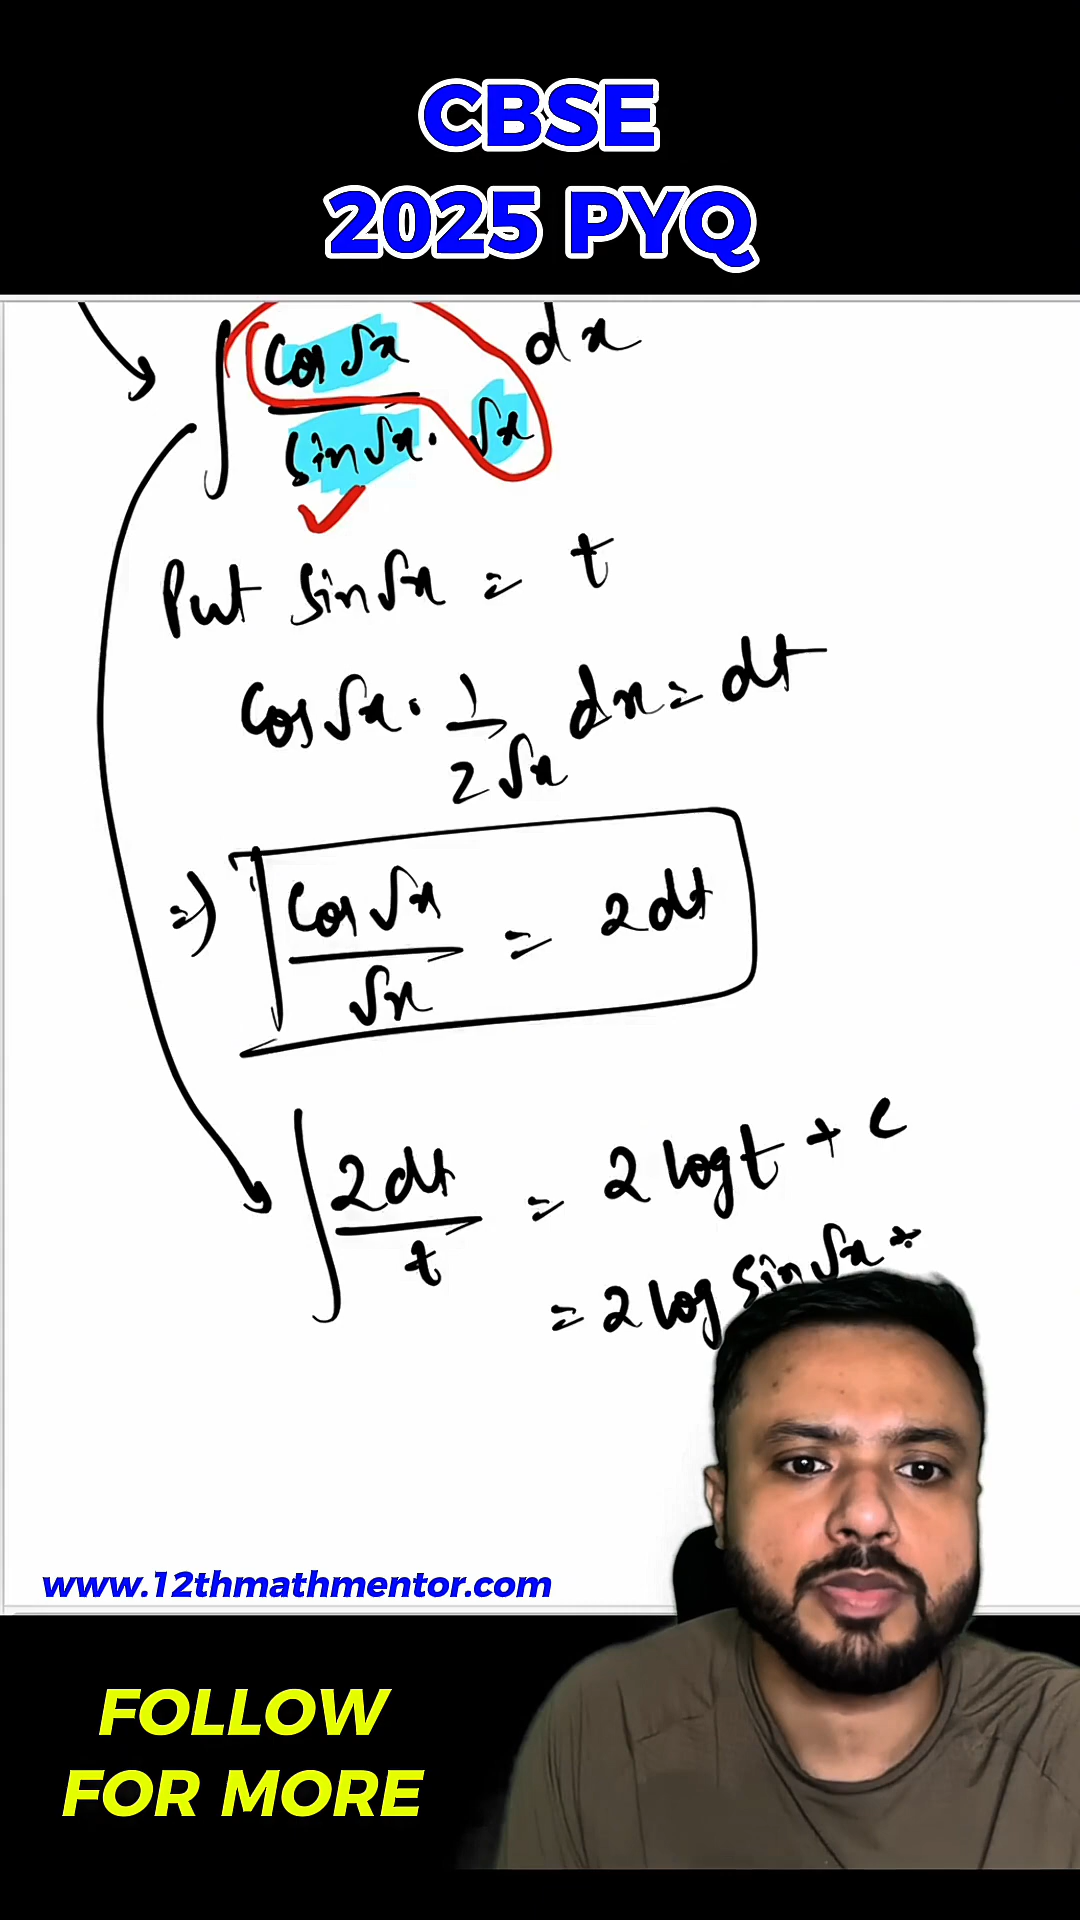 CBSE
2025 PYQ
∫ cos √x / sin √x · √x dx
Put sin √x = t
cos √x · 1 / 2√x dx = dt
⇒ cos √x / √x = 2dt
∫ 2dt / t = 2 log t + c
= 2 log sin √x +
www.12thmathmentor.com
FOLLOW
FOR MORE